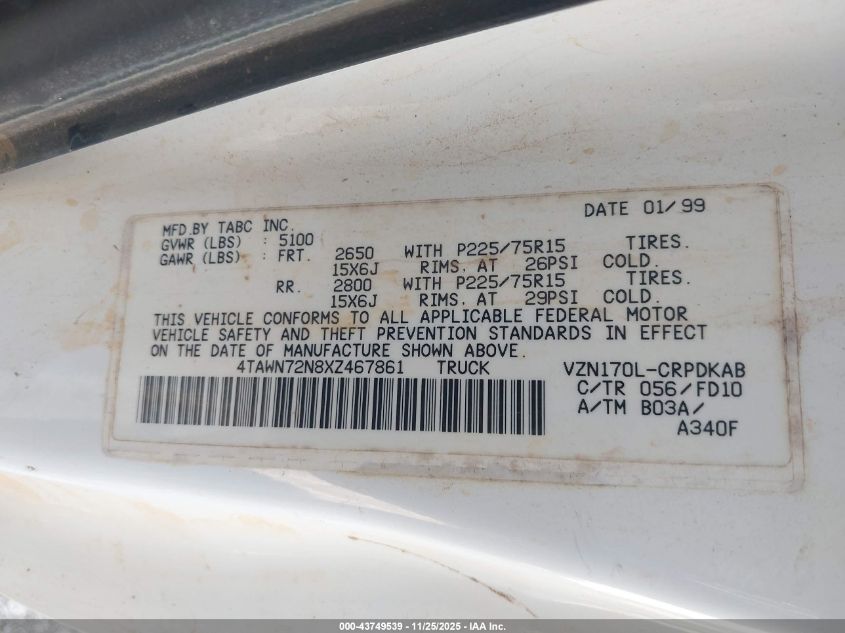 DATE 01/99
MFD.BY TABC INC.
GVWR (LBS) : 5100
GAWR (LBS) : FRT. 2650 WITH P225/75R15 TIRES.
15X6J RIMS. AT 26PSI COLD.
RR. 2800 WITH P225/75R15 TIRES.
15X6J RIMS. AT 29PSI COLD.
THIS VEHICLE CONFORMS TO ALL APPLICABLE FEDERAL MOTOR
VEHICLE SAFETY AND THEFT PREVENTION STANDARDS IN EFFECT
ON THE DATE OF MANUFACTURE SHOWN ABOVE.
4TAWN72N8XZ467861 TRUCK VZN170L-CRPDKAB
C/TR 056/FD10
A/TM B03A/
A340F
000-43749539 - 11/25/2025 - IAA Inc.